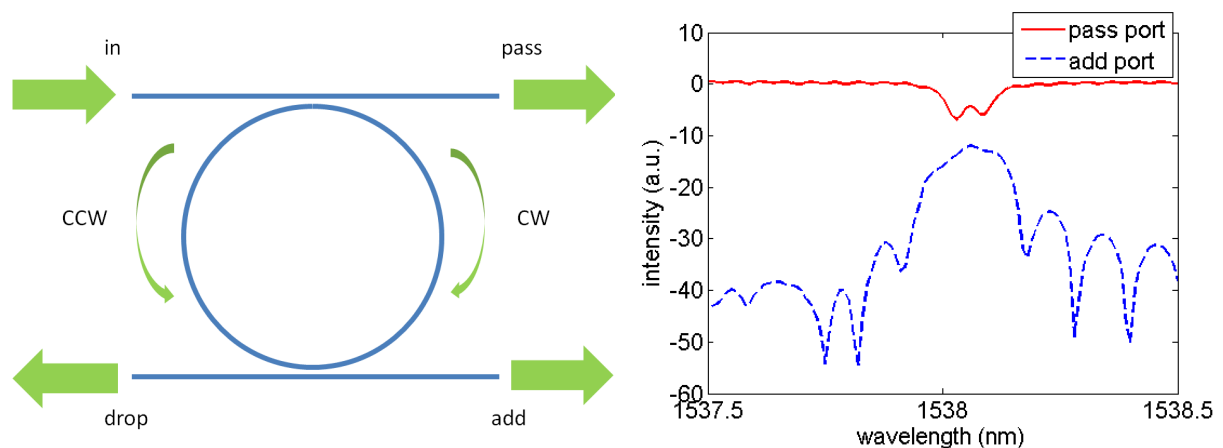 in
pass
CCW
CW
drop
add
pass port
add port
10
0
-10
-20
-30
-40
-50
-60
1537.5
1538
1538.5
intensity (a.u.)
wavelength (nm)